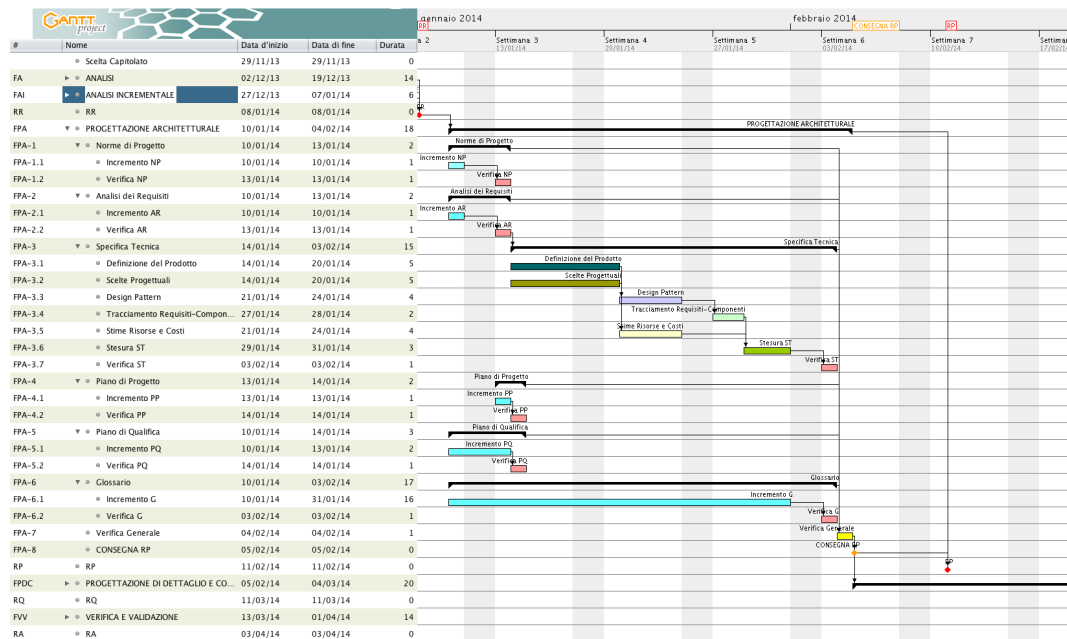 GANTT project
gennaio 2014
febbraio 2014
RR
CONSEGNA RP
RP
# Nome Data d'inizio Data di fine Durata
a 2
Settimana 3
13/01/14
Settimana 4
20/01/14
Settimana 5
27/01/14
Settimana 6
03/02/14
Settimana 7
10/02/14
Settiman
17/02/14
Scelta Capitolato 29/11/13 29/11/13 0
FA ANALISI 02/12/13 19/12/13 14
FAI ANALISI INCREMENTALE 27/12/13 07/01/14 6
RR RR 08/01/14 08/01/14 0
FPA PROGETTAZIONE ARCHITETTURALE 10/01/14 04/02/14 18
PROGETTAZIONE ARCHITETTURALE
FPA-1 Norme di Progetto 10/01/14 13/01/14 2
Norme di Progetto
FPA-1.1 Incremento NP 10/01/14 10/01/14 1
Incremento NP
FPA-1.2 Verifica NP 13/01/14 13/01/14 1
Verifica NP
FPA-2 Analisi dei Requisiti 10/01/14 13/01/14 2
Analisi dei Requisiti
FPA-2.1 Incremento AR 10/01/14 10/01/14 1
Incremento AR
FPA-2.2 Verifica AR 13/01/14 13/01/14 1
Verifica AR
FPA-3 Specifica Tecnica 14/01/14 03/02/14 15
Specifica Tecnica
FPA-3.1 Definizione del Prodotto 14/01/14 20/01/14 5
Definizione del Prodotto
FPA-3.2 Scelte Progettuali 14/01/14 20/01/14 5
Scelte Progettuali
FPA-3.3 Design Pattern 21/01/14 24/01/14 4
Design Pattern
FPA-3.4 Tracciamento Requisiti-Compon... 27/01/14 28/01/14 2
Tracciamento Requisiti-Componenti
FPA-3.5 Stime Risorse e Costi 21/01/14 24/01/14 4
Stime Risorse e Costi
FPA-3.6 Stesura ST 29/01/14 31/01/14 3
Stesura ST
FPA-3.7 Verifica ST 03/02/14 03/02/14 1
Verifica ST
FPA-4 Piano di Progetto 13/01/14 14/01/14 2
Piano di Progetto
FPA-4.1 Incremento PP 13/01/14 13/01/14 1
Incremento PP
FPA-4.2 Verifica PP 14/01/14 14/01/14 1
Verifica PP
FPA-5 Piano di Qualifica 10/01/14 14/01/14 3
Piano di Qualifica
FPA-5.1 Incremento PQ 10/01/14 13/01/14 2
Incremento PQ
FPA-5.2 Verifica PQ 14/01/14 14/01/14 1
Verifica PQ
FPA-6 Glossario 10/01/14 03/02/14 17
Glossario
FPA-6.1 Incremento G 10/01/14 31/01/14 16
Incremento G
FPA-6.2 Verifica G 03/02/14 03/02/14 1
Verifica G
FPA-7 Verifica Generale 04/02/14 04/02/14 1
Verifica Generale
FPA-8 CONSEGNA RP 05/02/14 05/02/14 0
CONSEGNA RP
RP RP 11/02/14 11/02/14 0
RP
FPDC PROGETTAZIONE DI DETTAGLIO E CO... 05/02/14 04/03/14 20
RQ RQ 11/03/14 11/03/14 0
FVV VERIFICA E VALIDAZIONE 13/03/14 01/04/14 14
RA RA 03/04/14 03/04/14 0